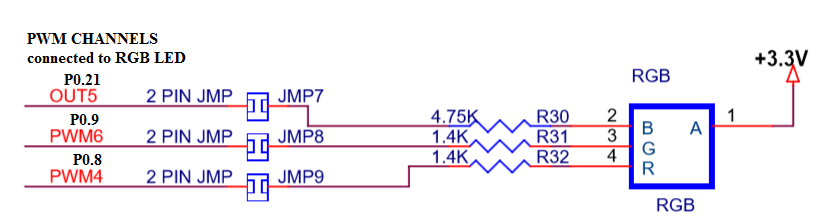 PWM CHANNELS
connected to RGB LED
+3.3V
RGB
P0.21
OUT5 2 PIN JMP JMP7
4.75K R30 2 B A 1
P0.9
PWM6 2 PIN JMP JMP8
1.4K R31 3 G
P0.8
1.4K R32 4 R
PWM4 2 PIN JMP JMP9
RGB